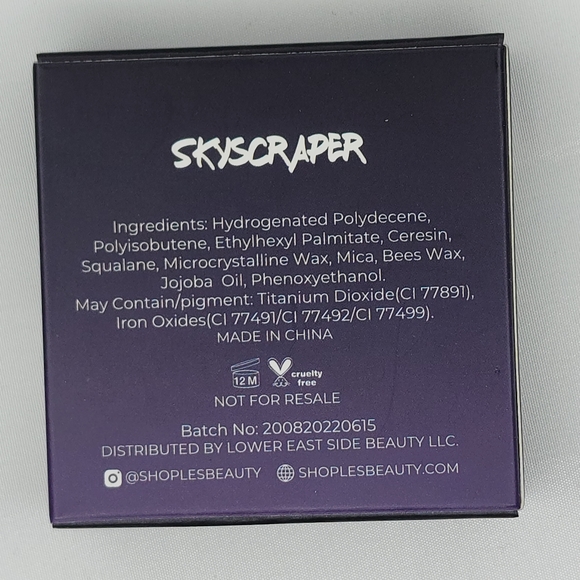 SKYSCRAPER
Ingredients: Hydrogenated Polydecene,
Polyisobutene, Ethylhexyl Palmitate, Ceresin,
Squalane, Microcrystalline Wax, Mica, Bees Wax,
Jojoba Oil, Phenoxyethanol.
May Contain/pigment: Titanium Dioxide(CI 77891),
Iron Oxides(CI 77491/CI 77492/CI 77499).
MADE IN CHINA
12M cruelty
free
NOT FOR RESALE
Batch No: 200820220615
DISTRIBUTED BY LOWER EAST SIDE BEAUTY LLC.
@SHOPLESBEAUTY SHOPLESBEAUTY.COM